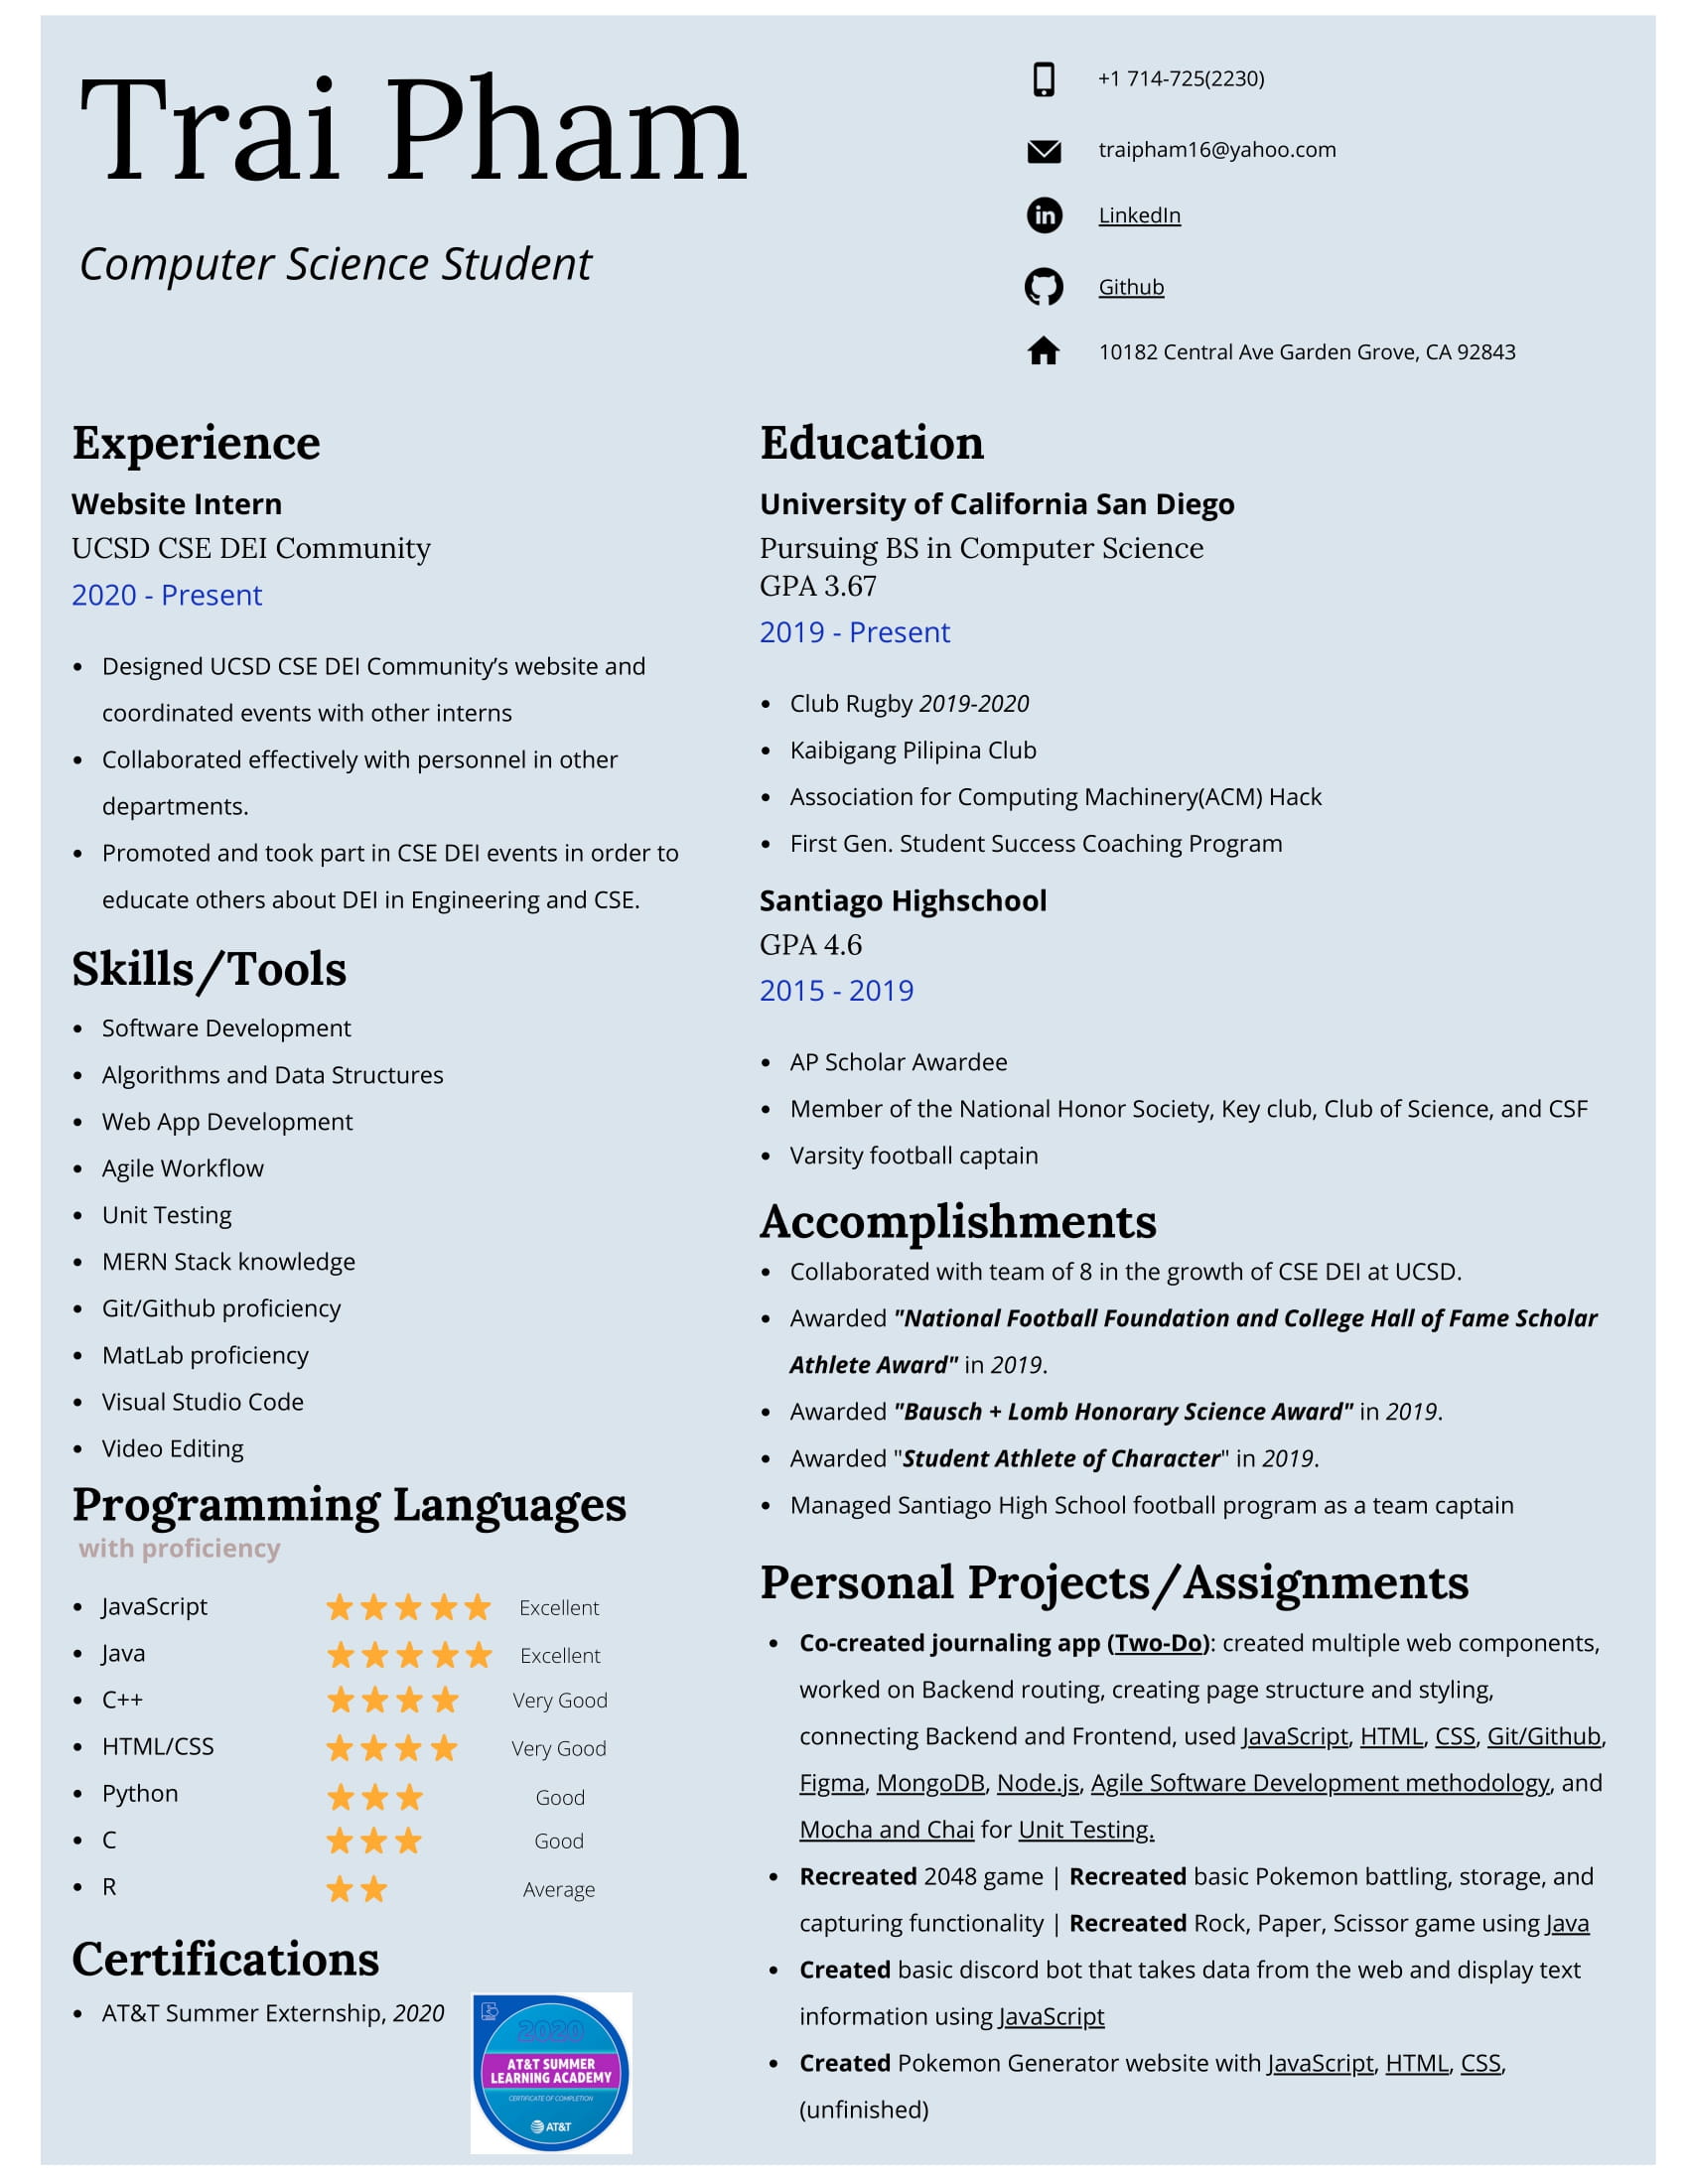 Trai Pham
Computer Science Student
+1 714-725(2230)
traipham16@yahoo.com
LinkedIn
Github
10182 Central Ave Garden Grove, CA 92843
Experience
Website Intern
UCSD CSE DEI Community
2020 - Present
Designed UCSD CSE DEI Community’s website and
coordinated events with other interns
Collaborated effectively with personnel in other
departments.
Promoted and took part in CSE DEI events in order to
educate others about DEI in Engineering and CSE.
Skills/Tools
Software Development
Algorithms and Data Structures
Web App Development
Agile Workflow
Unit Testing
MERN Stack knowledge
Git/Github proficiency
MatLab proficiency
Visual Studio Code
Video Editing
Programming Languages
with proficiency
JavaScript Excellent
Java Excellent
C++ Very Good
HTML/CSS Very Good
Python Good
C Good
R Average
Certifications
AT&T Summer Externship, 2020
2020
AT&T SUMMER
LEARNING ACADEMY
CERTIFICATE OF COMPLETION
AT&T
Education
University of California San Diego
Pursuing BS in Computer Science
GPA 3.67
2019 - Present
Club Rugby 2019-2020
Kaibigang Pilipina Club
Association for Computing Machinery(ACM) Hack
First Gen. Student Success Coaching Program
Santiago Highschool
GPA 4.6
2015 - 2019
AP Scholar Awardee
Member of the National Honor Society, Key club, Club of Science, and CSF
Varsity football captain
Accomplishments
Collaborated with team of 8 in the growth of CSE DEI at UCSD.
Awarded "National Football Foundation and College Hall of Fame Scholar
Athlete Award" in 2019.
Awarded "Bausch + Lomb Honorary Science Award" in 2019.
Awarded "Student Athlete of Character" in 2019.
Managed Santiago High School football program as a team captain
Personal Projects/Assignments
Co-created journaling app (Two-Do): created multiple web components,
worked on Backend routing, creating page structure and styling,
connecting Backend and Frontend, used JavaScript, HTML, CSS, Git/Github,
Figma, MongoDB, Node.js, Agile Software Development methodology, and
Mocha and Chai for Unit Testing.
Recreated 2048 game | Recreated basic Pokemon battling, storage, and
capturing functionality | Recreated Rock, Paper, Scissor game using Java
Created basic discord bot that takes data from the web and display text
information using JavaScript
Created Pokemon Generator website with JavaScript, HTML, CSS,
(unfinished)